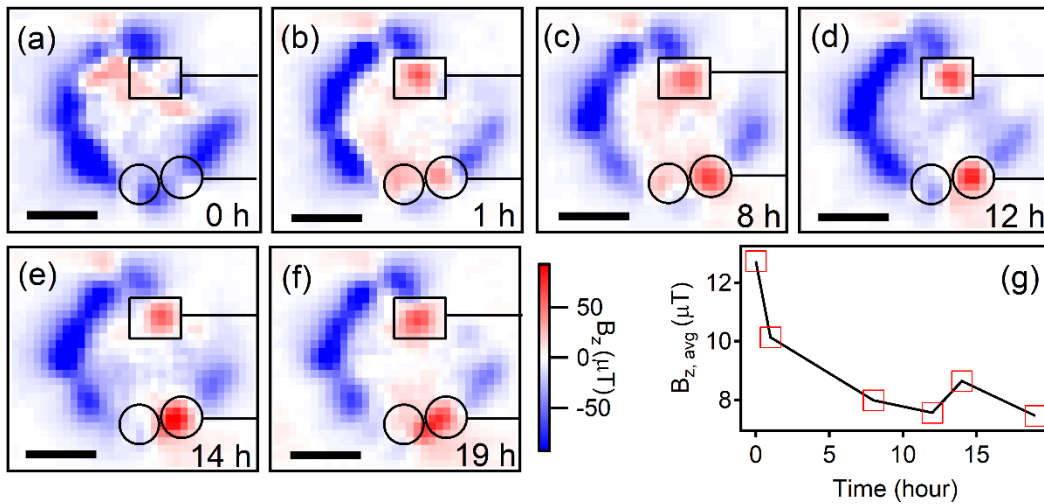 (a)
0 h
(b)
1 h
(c)
8 h
(d)
12 h
(e)
14 h
(f)
19 h
50
0
-50
B_z (μT)
(g)
12
10
8
B_z, avg (μT)
0
5
10
15
Time (hour)